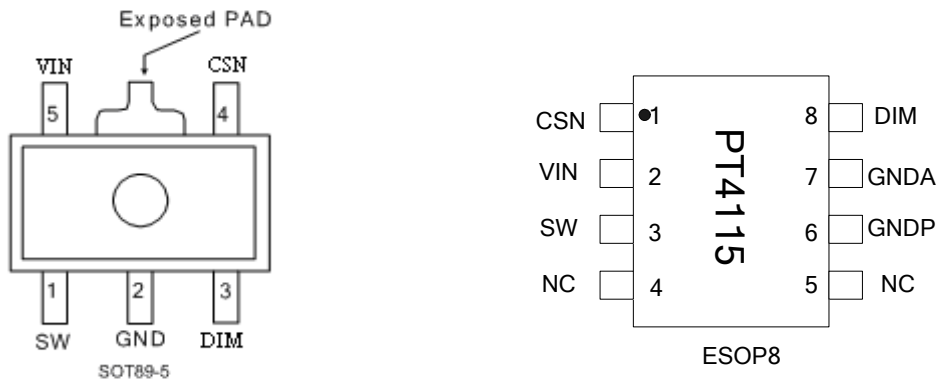 Exposed PAD
VIN
CSN
5
4
1
2
3
SW
GND
DIM
SOT89-5
CSN
1
8
DIM
VIN
2
7
GNDA
SW
3
6
GNDP
NC
4
5
NC
PT4115
ESOP8